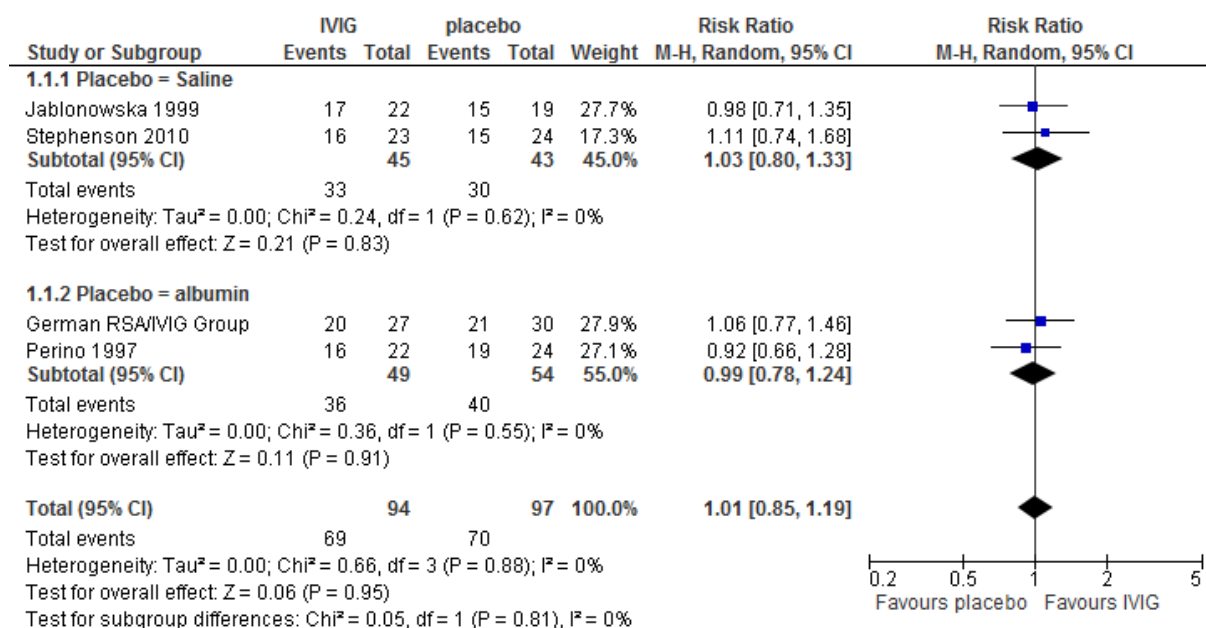 IVIG placebo Risk Ratio Risk Ratio
Study or Subgroup Events Total Events Total Weight M-H, Random, 95% CI M-H, Random, 95% CI
1.1.1 Placebo = Saline
Jablonowska 1999 17 22 15 19 27.7% 0.98 [0.71, 1.35]
Stephenson 2010 16 23 15 24 17.3% 1.11 [0.74, 1.68]
Subtotal (95% CI) 45 43 45.0% 1.03 [0.80, 1.33]
Total events 33 30
Heterogeneity: Tau² = 0.00; Chi² = 0.24, df = 1 (P = 0.62); I² = 0%
Test for overall effect: Z = 0.21 (P = 0.83)
1.1.2 Placebo = albumin
German RSA/IVIG Group 20 27 21 30 27.9% 1.06 [0.77, 1.46]
Perino 1997 16 22 19 24 27.1% 0.92 [0.66, 1.28]
Subtotal (95% CI) 49 54 55.0% 0.99 [0.78, 1.24]
Total events 36 40
Heterogeneity: Tau² = 0.00; Chi² = 0.36, df = 1 (P = 0.55); I² = 0%
Test for overall effect: Z = 0.11 (P = 0.91)
Total (95% CI) 94 97 100.0% 1.01 [0.85, 1.19]
Total events 69 70
Heterogeneity: Tau² = 0.00; Chi² = 0.66, df = 3 (P = 0.88); I² = 0%
Test for overall effect: Z = 0.06 (P = 0.95)
Test for subgroup differences: Chi² = 0.05, df = 1 (P = 0.81), I² = 0%
0.2 0.5 1 2 5
Favours placebo Favours IVIG